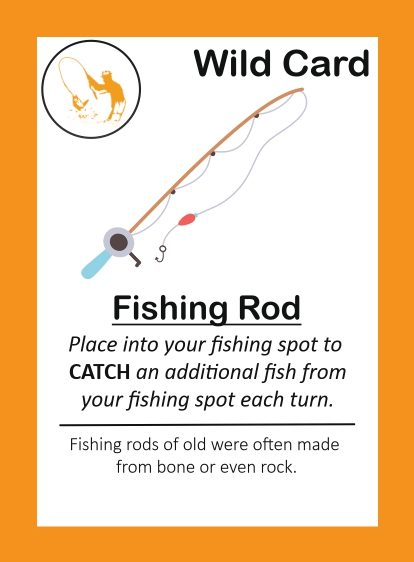 Wild Card
Fishing Rod
Place into your fishing spot to
CATCH an additional fish from
your fishing spot each turn.
Fishing rods of old were often made
from bone or even rock.